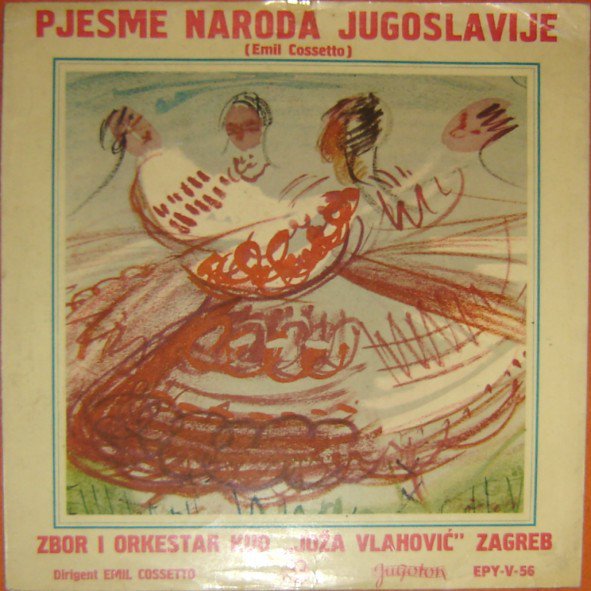 PJESME NARODA JUGOSLAVIJE
(Emil Cossetto)
ZBOR I ORKESTAR KUD „JOŽA VLAHOVIĆ" ZAGREB
Dirigent EMIL COSSETTO Jugoton EPY-V-56